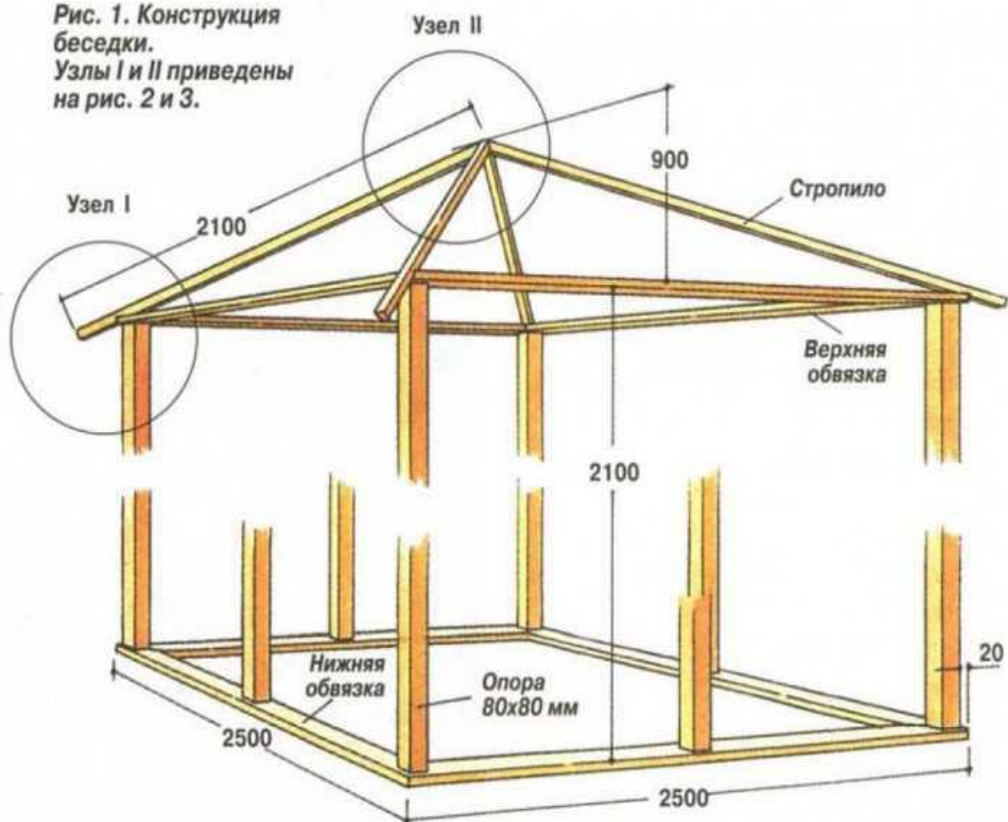 Рис. 1. Конструкция
беседки.
Узлы I и II приведены
на рис. 2 и 3.
Узел II
900
Стропило
Узел I
2100
Верхняя
обвязка
2100
Нижняя
обвязка
Опора
80х80 мм
20
2500
2500